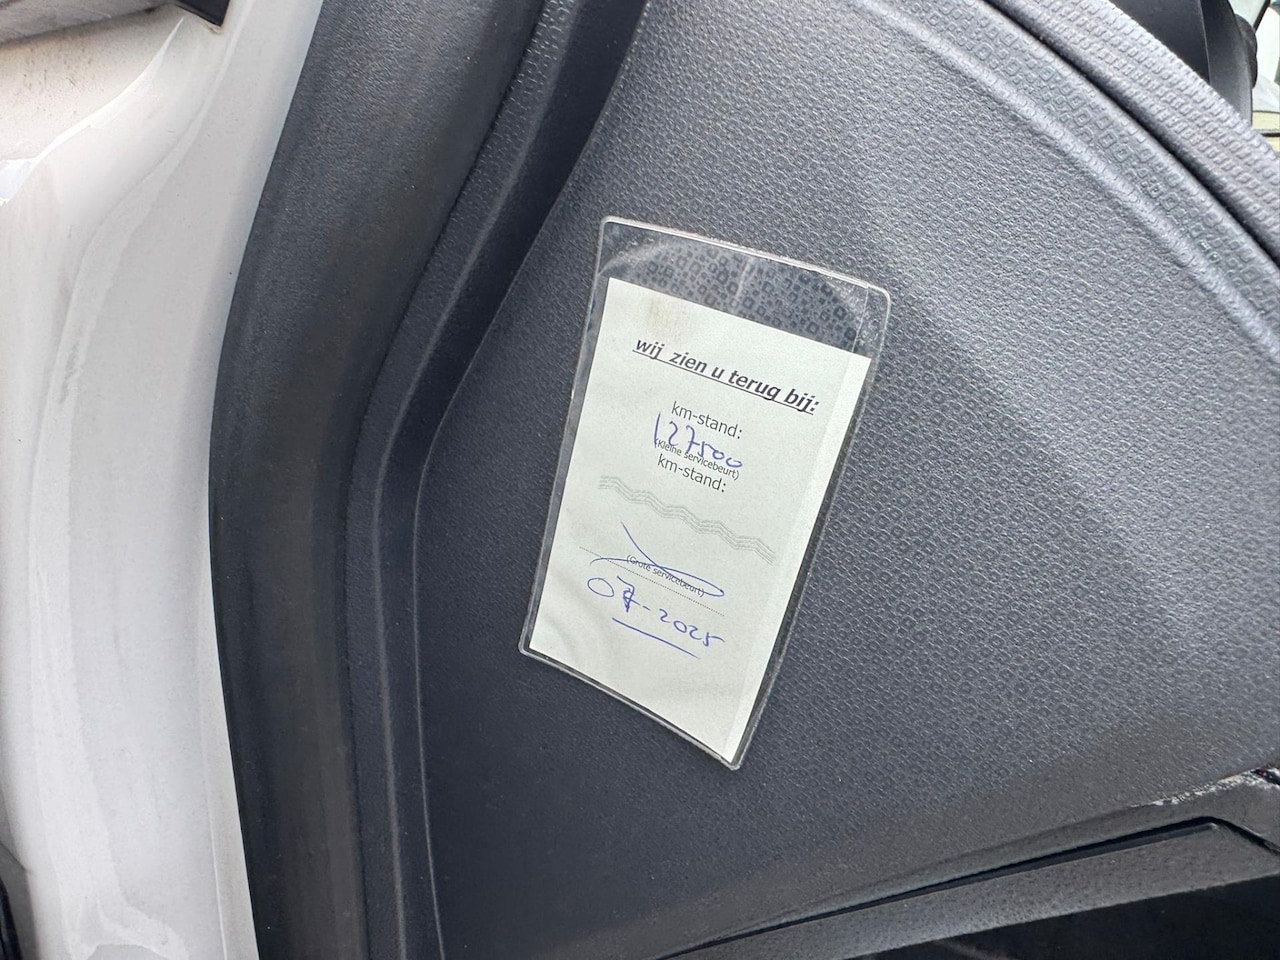 wij zien u terug bij:
km-stand:
127500
(Kleine servicebeurt)
km-stand:
(Grote servicebeurt)
07-2025